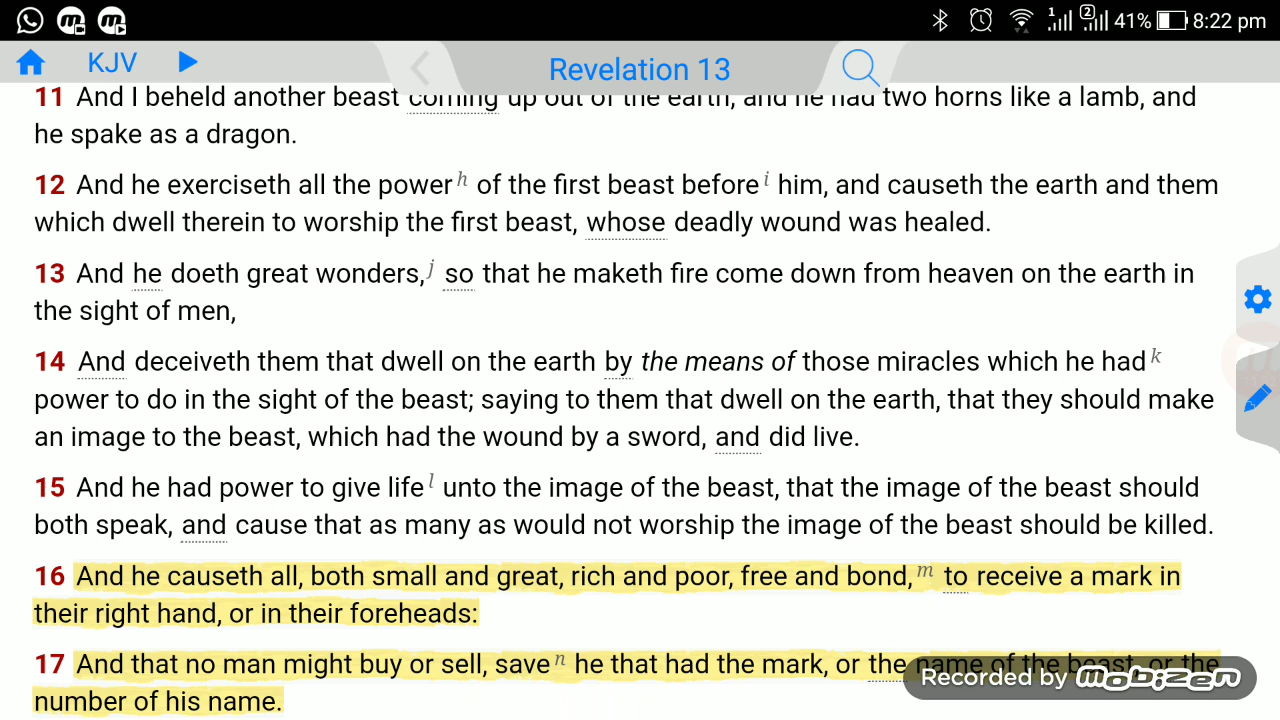 1 2 41% 8:22 pm
KJV Revelation 13
11 And I beheld another beast coming up out of the earth, and he had two horns like a lamb, and
he spake as a dragon.
12 And he exerciseth all the power h of the first beast before i him, and causeth the earth and them
which dwell therein to worship the first beast, whose deadly wound was healed.
13 And he doeth great wonders, j so that he maketh fire come down from heaven on the earth in
the sight of men,
14 And deceiveth them that dwell on the earth by the means of those miracles which he had k
power to do in the sight of the beast; saying to them that dwell on the earth, that they should make
an image to the beast, which had the wound by a sword, and did live.
15 And he had power to give life l unto the image of the beast, that the image of the beast should
both speak, and cause that as many as would not worship the image of the beast should be killed.
16 And he causeth all, both small and great, rich and poor, free and bond, m to receive a mark in
their right hand, or in their foreheads:
17 And that no man might buy or sell, save n he that had the mark, or the name of the beast, or the
number of his name.
Recorded by mobizen